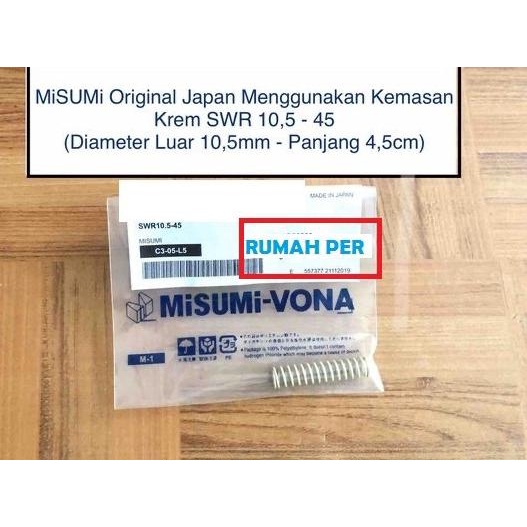 MiSUMi Original Japan Menggunakan Kemasan
Krem SWR 10,5 - 45
(Diameter Luar 10,5mm - Panjang 4,5cm)
MADE IN JAPAN
SWR10.5-45
MISUMI
C3-05-L5
RUMAH PER
E 557377 21112019
MiSUMi-VONA
M-1
PE